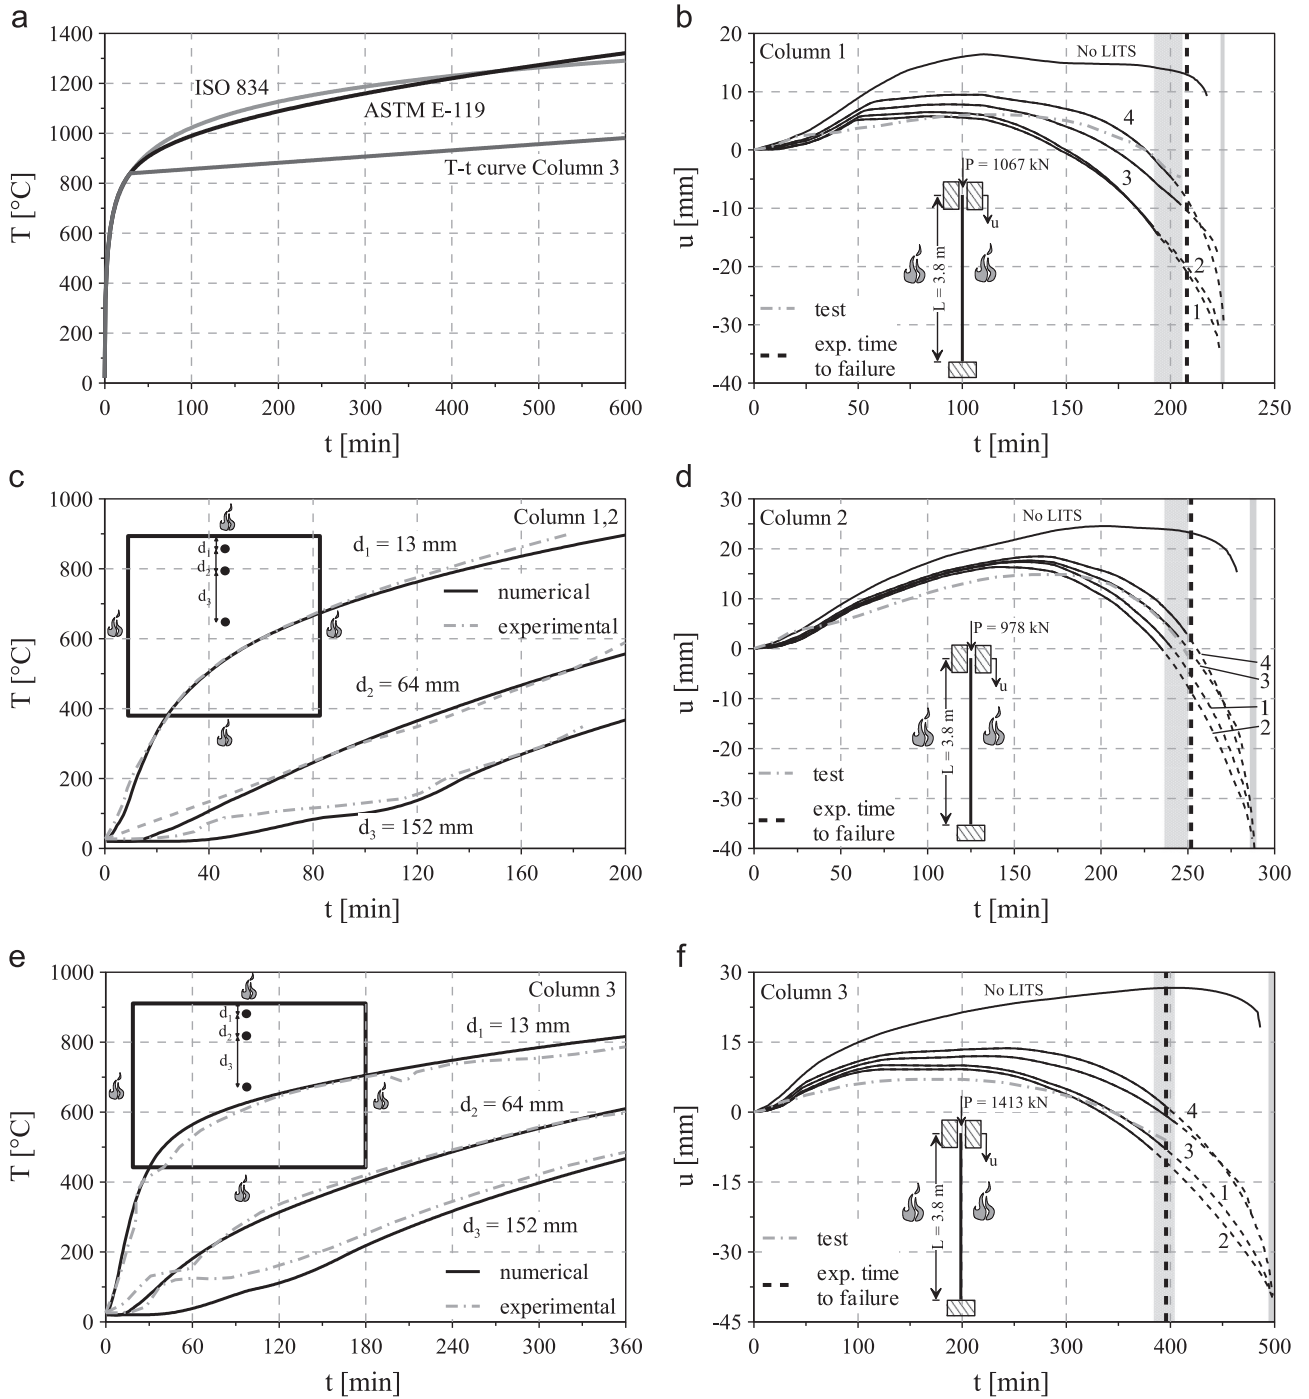 a
T [°C]
1400
1200
1000
800
600
400
200
0
ISO 834
ASTM E-119
T-t curve Column 3
0
100
200
300
400
500
600
t [min]
b
u [mm]
20
10
0
-10
-20
-30
-40
Column 1
No LITS
4
3
2
1
P = 1067 kN
u
L = 3.8 m
test
exp. time
to failure
0
50
100
150
200
250
t [min]
c
T [°C]
1000
800
600
400
200
0
Column 1,2
d1
d2
d3
d1 = 13 mm
numerical
experimental
d2 = 64 mm
d3 = 152 mm
0
40
80
120
160
200
t [min]
d
u [mm]
30
20
10
0
-10
-20
-30
-40
Column 2
No LITS
P = 978 kN
u
L = 3.8 m
4
3
1
2
test
exp. time
to failure
0
50
100
150
200
250
300
t [min]
e
T [°C]
1000
800
600
400
200
0
Column 3
d1
d2
d3
d1 = 13 mm
d2 = 64 mm
d3 = 152 mm
numerical
experimental
0
60
120
180
240
300
360
t [min]
f
u [mm]
30
15
0
-15
-30
-45
Column 3
No LITS
P = 1413 kN
u
L = 3.8 m
4
3
1
2
test
exp. time
to failure
0
100
200
300
400
500
t [min]